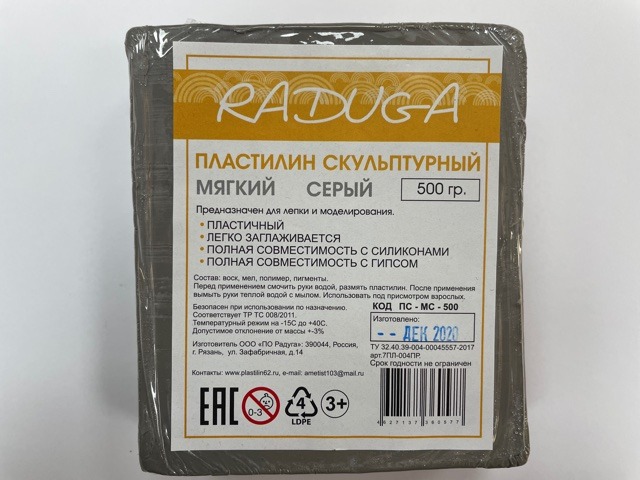 RADUGA
ПЛАСТИЛИН СКУЛЬПТУРНЫЙ
МЯГКИЙ СЕРЫЙ 500 гр.
Предназначен для лепки и моделирования.
• ПЛАСТИЧНЫЙ
• ЛЕГКО ЗАГЛАЖИВАЕТСЯ
• ПОЛНАЯ СОВМЕСТИМОСТЬ С СИЛИКОНАМИ
• ПОЛНАЯ СОВМЕСТИМОСТЬ С ГИПСОМ
Состав: воск, мел, полимер, пигменты.
Перед применением смочить руки водой, размять пластилин. После применения
вымыть руки теплой водой с мылом. Использовать под присмотром взрослых.
Безопасен при использовании по назначению.
Соответствует ТР ТС 008/2011.
Температурный режим на -15С до +40С.
Допустимое отклонение от массы +-3%
Изготовитель ООО «ПО Радуга»: 390044, Россия,
г. Рязань, ул. Зафабричная, д.14
Контакты: www.plastilin62.ru, e-mail: ametist103@mail.ru
КОД ПС - МС - 500
Изготовлено:
-- ДЕК 2020
ТУ 32.40.39-004-00045557-2017
арт.7ПЛ-004ПР.
Срок годности не ограничен
EAC
0-3
4
LDPE
3+
4627137360377